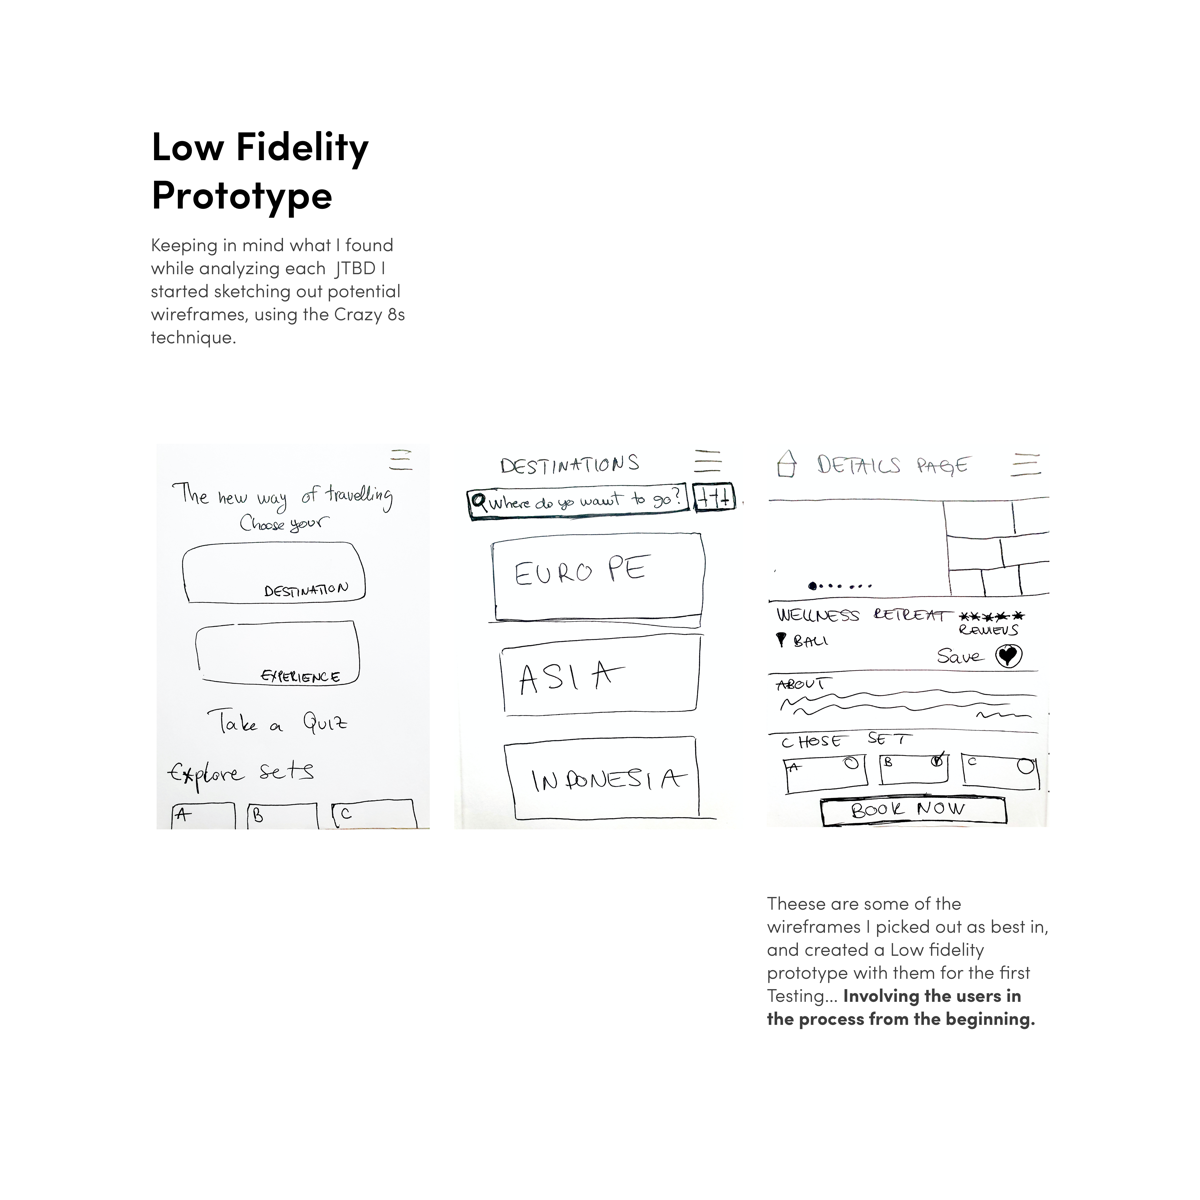 Low Fidelity
Prototype
Keeping in mind what I found
while analyzing each JTBD I
started sketching out potential
wireframes, using the Crazy 8s
technique.
The new way of travelling
Choose your
DESTINATION
EXPERIENCE
Take a Quiz
Explore sets
A B C
DESTINATIONS
Where do yo want to go?
EUROPE
ASIA
INDONESIA
DETAILS PAGE
WELLNESS RETREAT
REVIEWS
BALI
Save
ABOUT
CHOSE SET
A B C
BOOK NOW
Theese are some of the
wireframes I picked out as best in,
and created a Low fidelity
prototype with them for the first
Testing... Involving the users in
the process from the beginning.